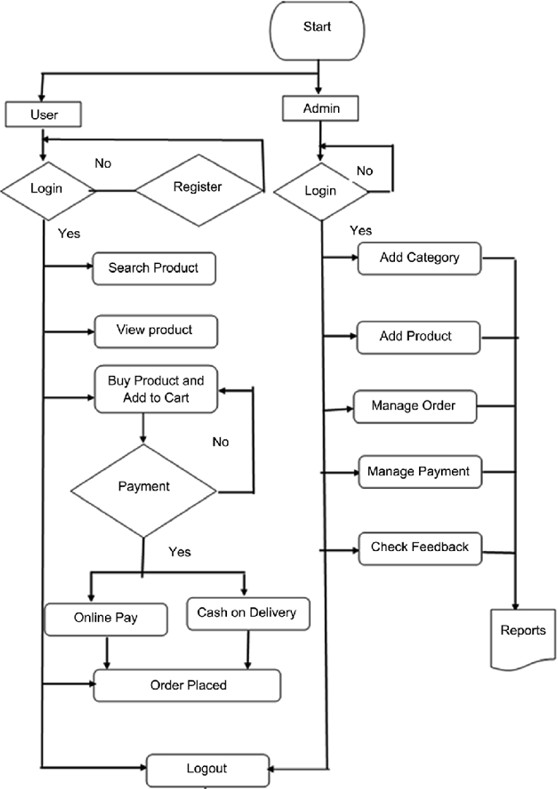 Start
User
Admin
No
No
Login
Register
Login
Yes
Yes
Search Product
Add Category
View product
Add Product
Buy Product and
Add to Cart
Manage Order
No
Payment
Manage Payment
Yes
Check Feedback
Online Pay
Cash on Delivery
Reports
Order Placed
Logout